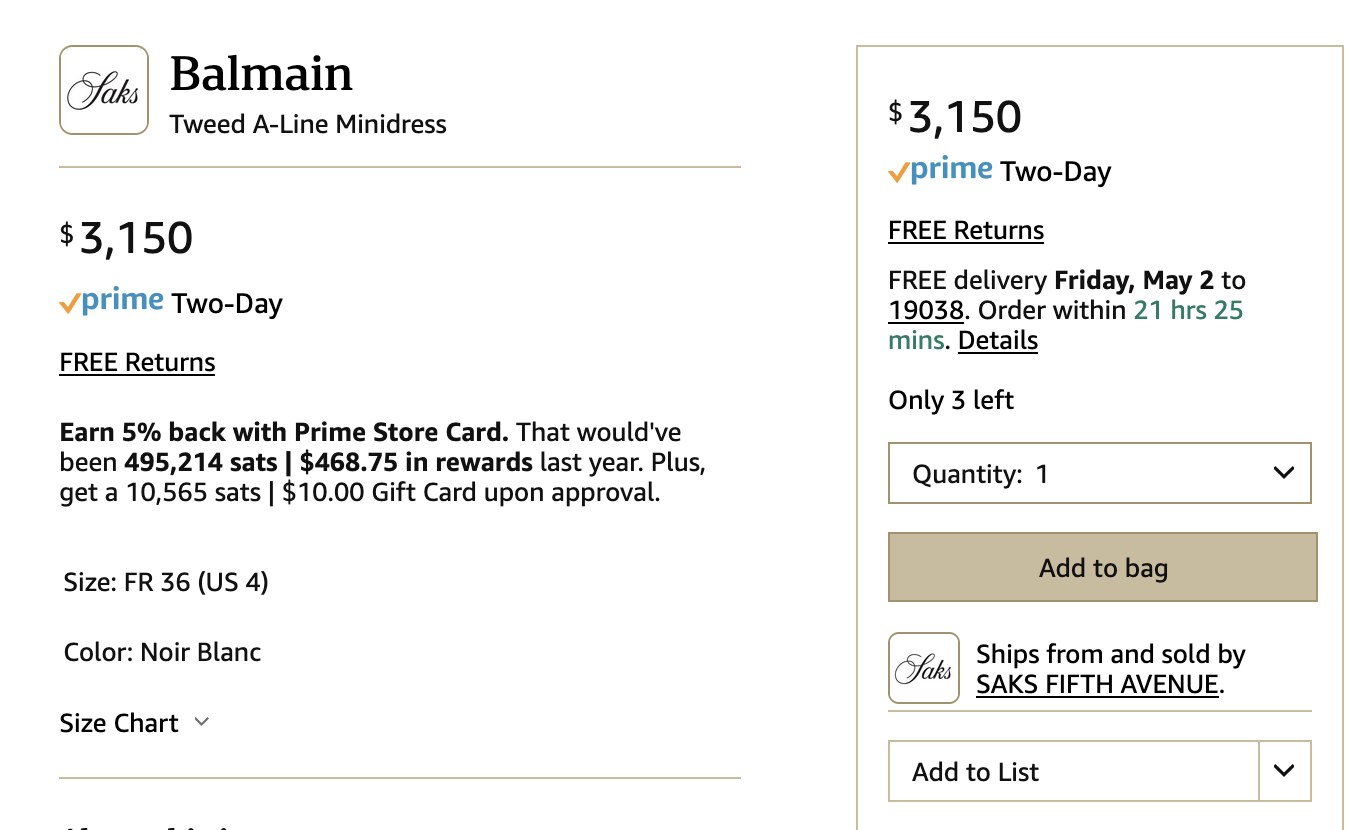 Saks
Balmain
Tweed A-Line Minidress
$3,150
prime Two-Day
FREE Returns
Earn 5% back with Prime Store Card. That would've
been 495,214 sats | $468.75 in rewards last year. Plus,
get a 10,565 sats | $10.00 Gift Card upon approval.
Size: FR 36 (US 4)
Color: Noir Blanc
Size Chart
$3,150
prime Two-Day
FREE Returns
FREE delivery Friday, May 2 to
19038. Order within 21 hrs 25
mins. Details
Only 3 left
Quantity: 1
Add to bag
Saks
Ships from and sold by
SAKS FIFTH AVENUE.
Add to List